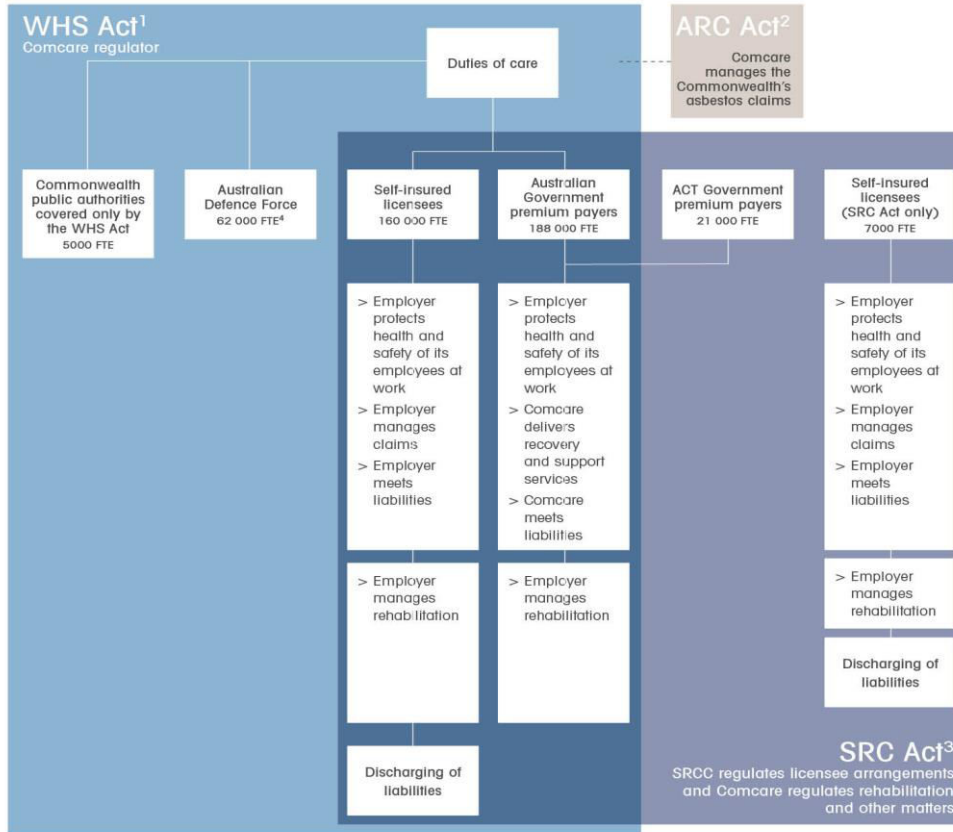 WHS Act¹
Comcare regulator
ARC Act²
Comcare
manages the
Commonwealth's
asbestos claims
Duties of care
Commonwealth
public authorities
covered only by
the WHS Act
5000 FTE
Australian
Defence Force
62 000 FTE⁴
Self-insured
licensees
160 000 FTE
Australian
Government
premium payers
188 000 FTE
ACT Government
premium payers
21 000 FTE
Self-insured
licensees
(SRC Act only)
7000 FTE
> Employer
protects
health and
safety of its
employees at
work
> Employer
manages
claims
> Employer
meets
liabilities
> Employer
protects
health and
safety of its
employees at
work
> Comcare
delivers
recovery
and support
services
> Comcare
meets
liabilities
> Employer
protects
health and
safety of its
employees at
work
> Employer
manages
claims
> Employer
meets
liabilities
> Employer
manages
rehabilitation
> Employer
manages
rehabilitation
> Employer
manages
rehabilitation
Discharging of
liabilities
Discharging of
liabilities
SRC Act³
SRCC regulates licensee arrangements
and Comcare regulates rehabilitation
and other matters